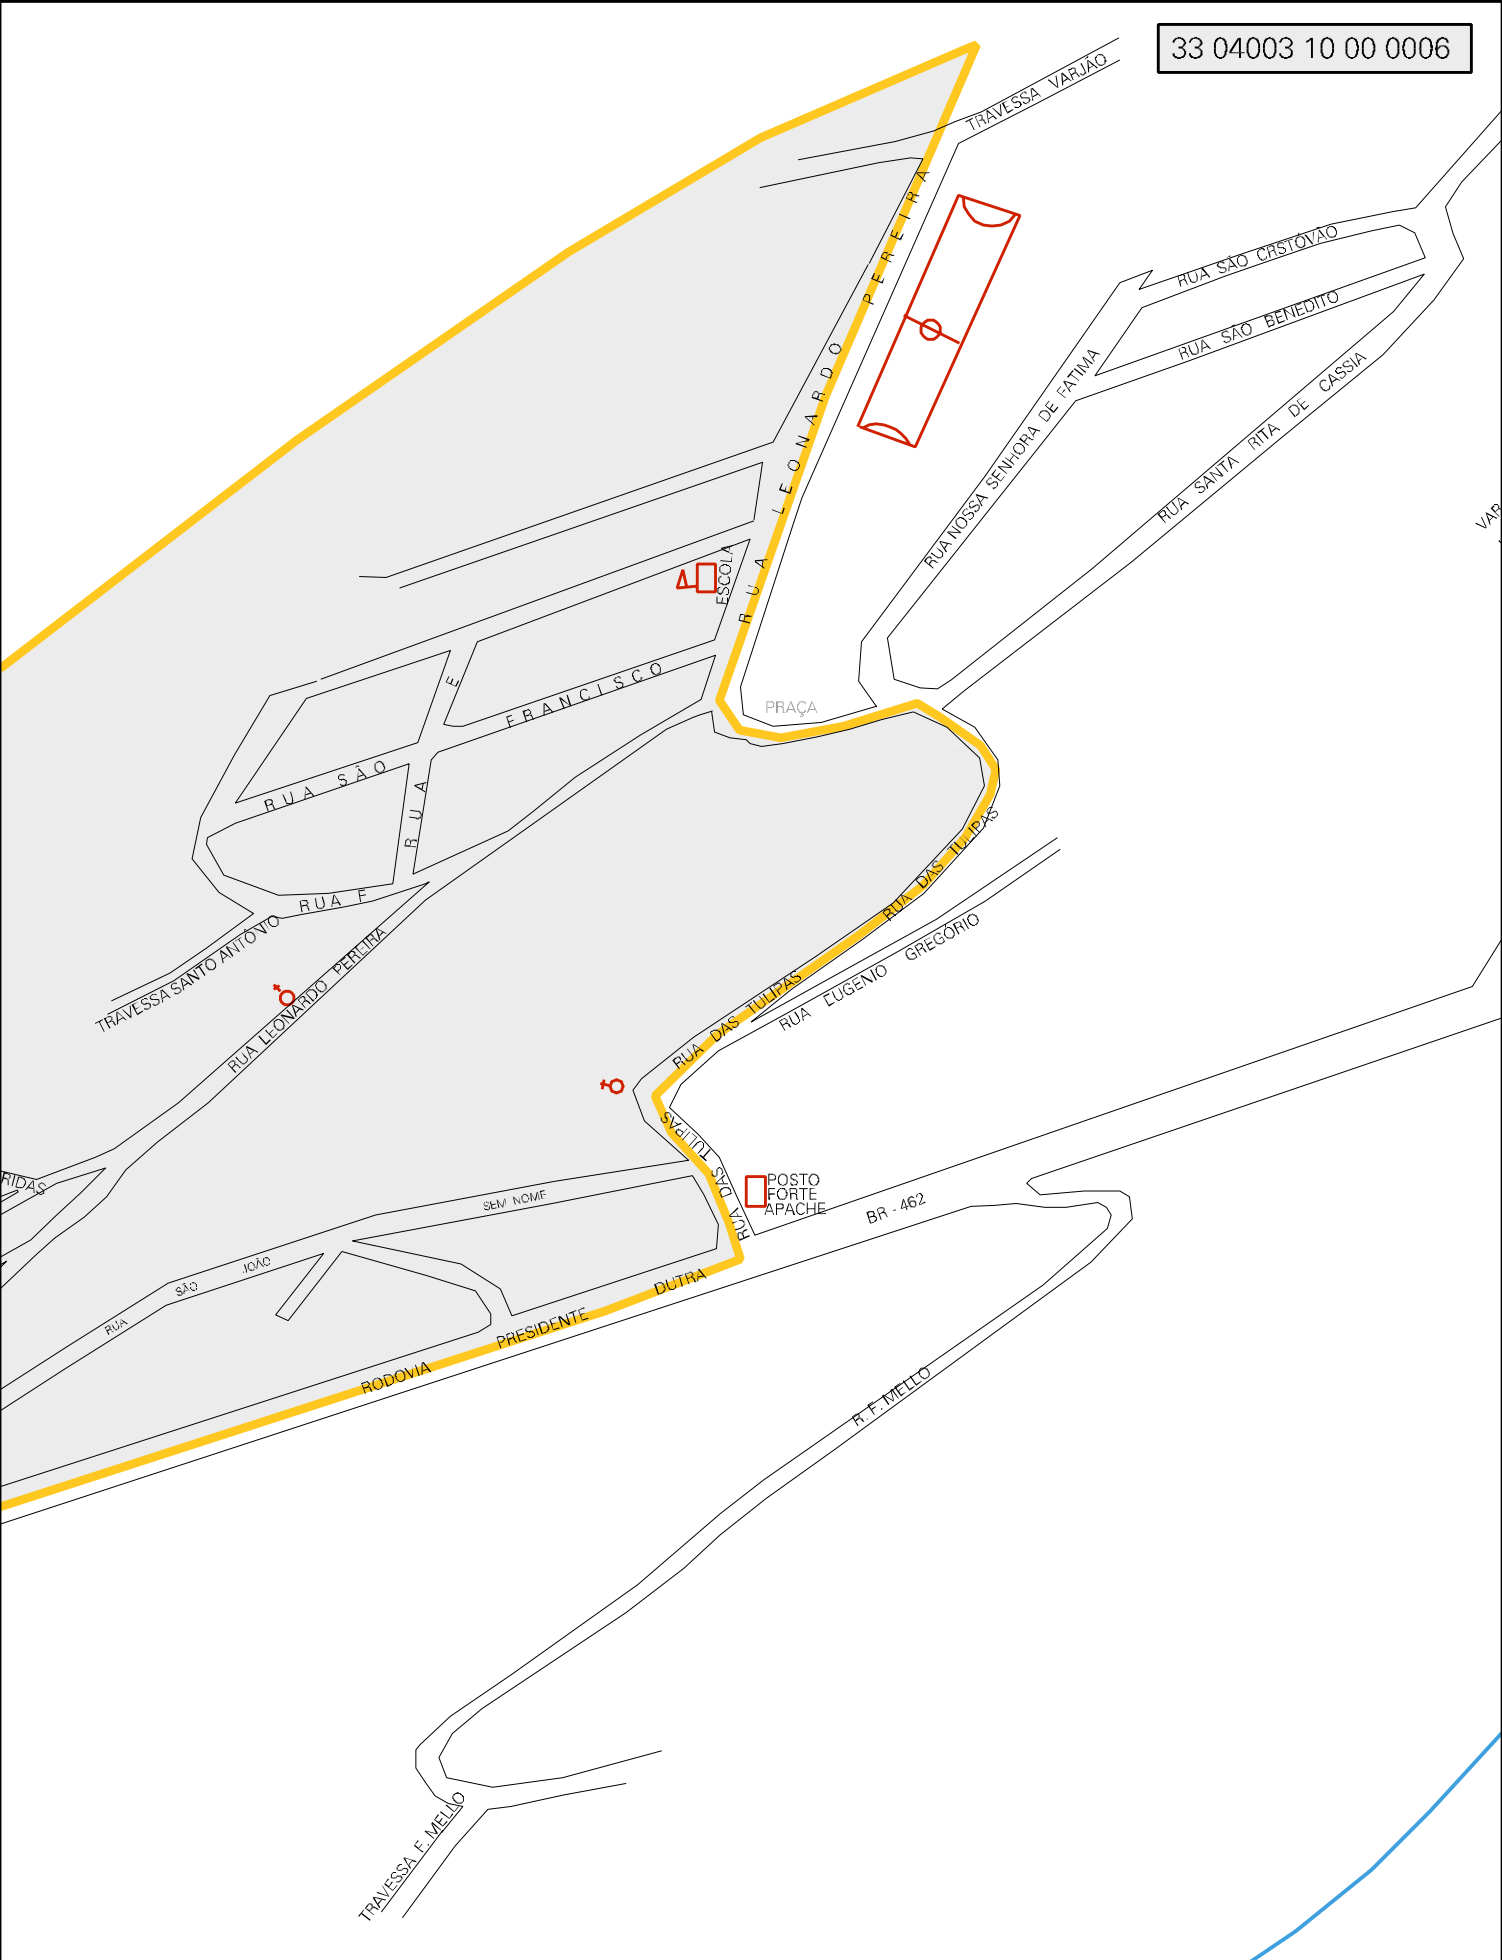 33 04003 10 00 0006
TRAVESSA VARJÃO
RUA LEONARDO PEREIRA
RUA SÃO CRSTÓVÃO
RUA SÃO BENEDITO
RUA NOSSA SENHORA DE FATIMA
RUA SANTA RITA DE CASSIA
VAR
ESCOLA
RUA SÃO FRANCISCO
RUA E
PRAÇA
RUA F
TRAVESSA SANTO ANTÔNIO
RUA LEONARDO PEREIRA
RUA DAS TULIPAS
RUA EUGENIO GREGÓRIO
RUA DAS TULIPAS
RUA DAS TULIPAS
POSTO
FORTE
APACHE
RIDAS
SEM NOME
BR - 462
RUA SÃO JOÃO
RODOVIA PRESIDENTE DUTRA
R. F. MELLO
TRAVESSA F. MELLO